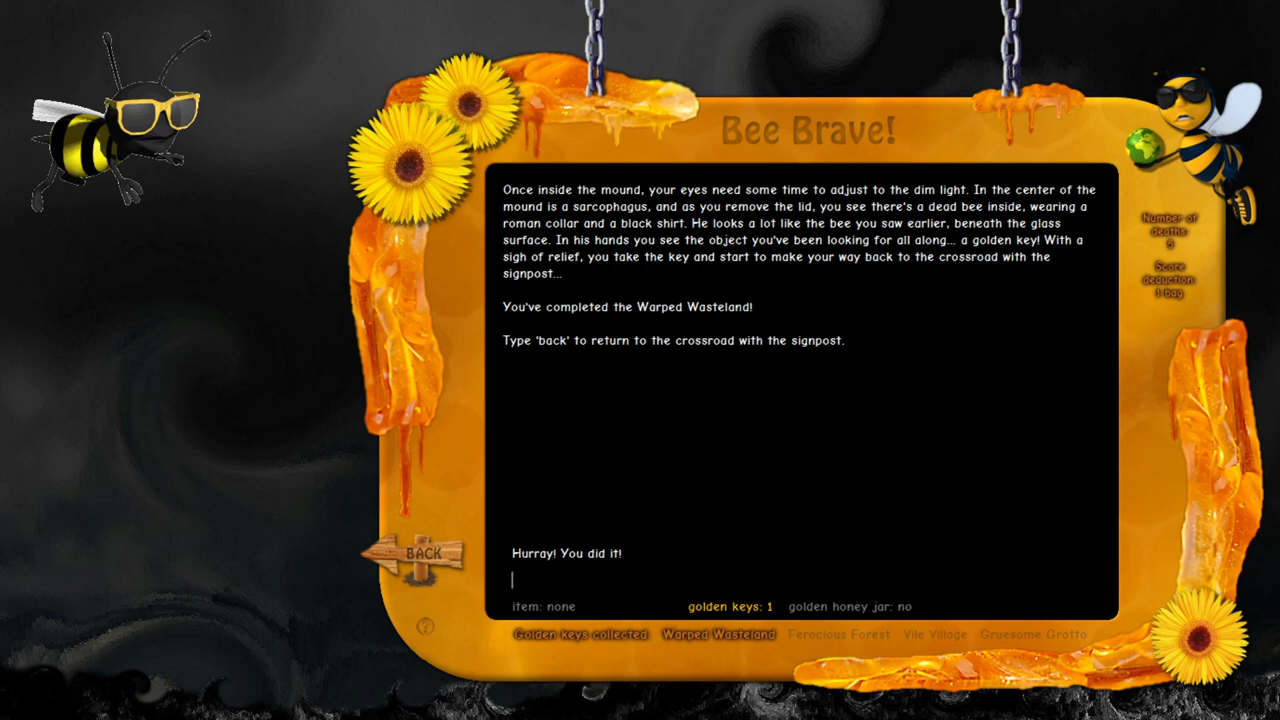 Bee Brave!
Once inside the mound, your eyes need some time to adjust to the dim light. In the center of the
mound is a sarcophagus, and as you remove the lid, you see there's a dead bee inside, wearing a
roman collar and a black shirt. He looks a lot like the bee you saw earlier, beneath the glass
surface. In his hands you see the object you've been looking for all along... a golden key! With a
sigh of relief, you take the key and start to make your way back to the crossroad with the
signpost...
You've completed the Warped Wasteland!
Type 'back' to return to the crossroad with the signpost.
Number of
deaths:
5
Score
deduction:
1 bag
Hurray! You did it!
BACK
item: none golden keys: 1 golden honey jar: no
?
Golden keys collected Warped Wasteland Ferocious Forest Vile Village Gruesome Grotto